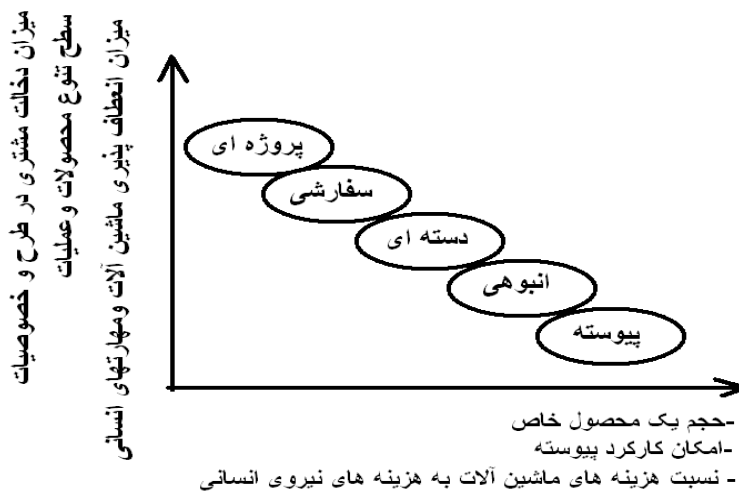 میزان دخالت مشتری در طرح و خصوصیات
سطح تنوع محصولات وعملیات
میزان انعطاف پذیری ماشین آلات ومهارتهای انسانی
پروژه ای
سفارشی
دسته ای
انبوهی
پیوسته
-حجم یک محصول خاص
-امکان کارکرد پیوسته
- نسبت هزینه های ماشین آلات به هزینه های نیروی انسانی